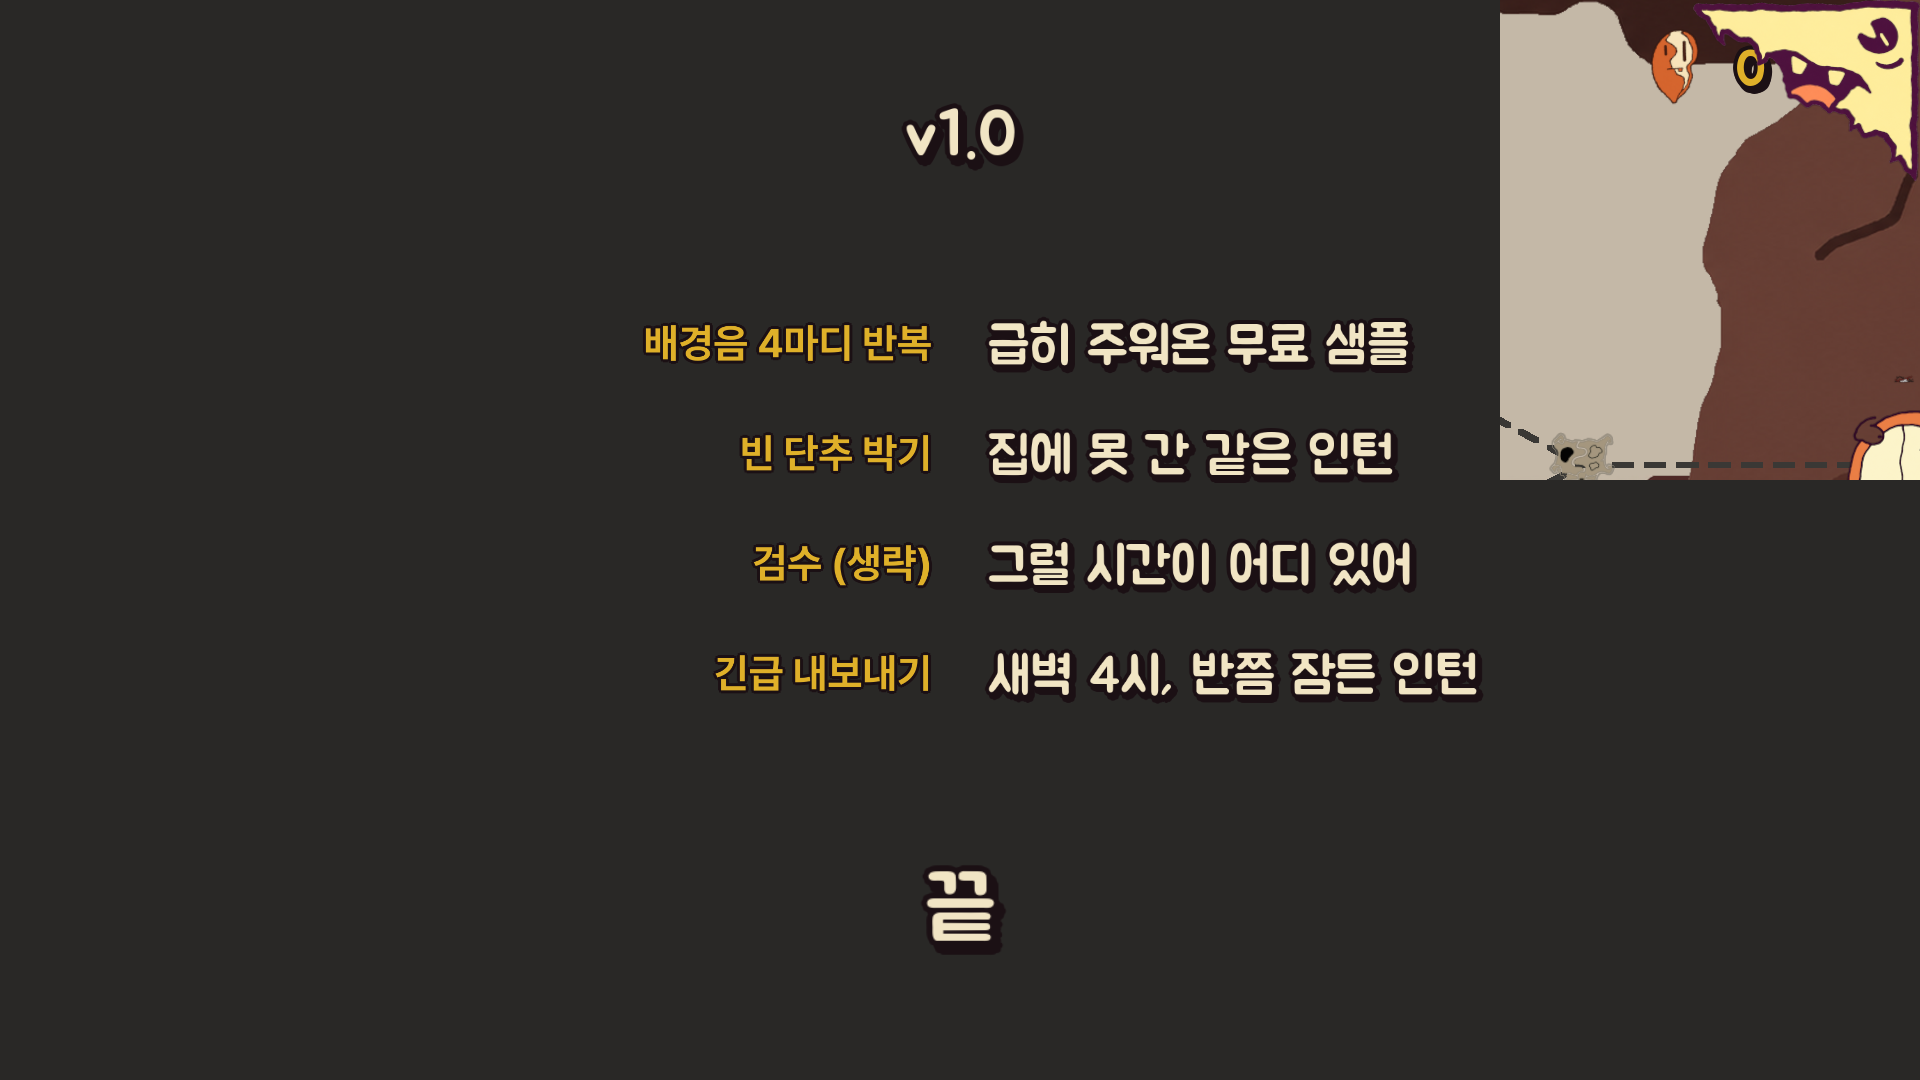 v1.0
배경음 4마디 반복 급히 주워온 무료 샘플
빈 단추 박기 집에 못 간 같은 인턴
검수 (생략) 그럴 시간이 어디 있어
긴급 내보내기 새벽 4시, 반쯤 잠든 인턴
끝